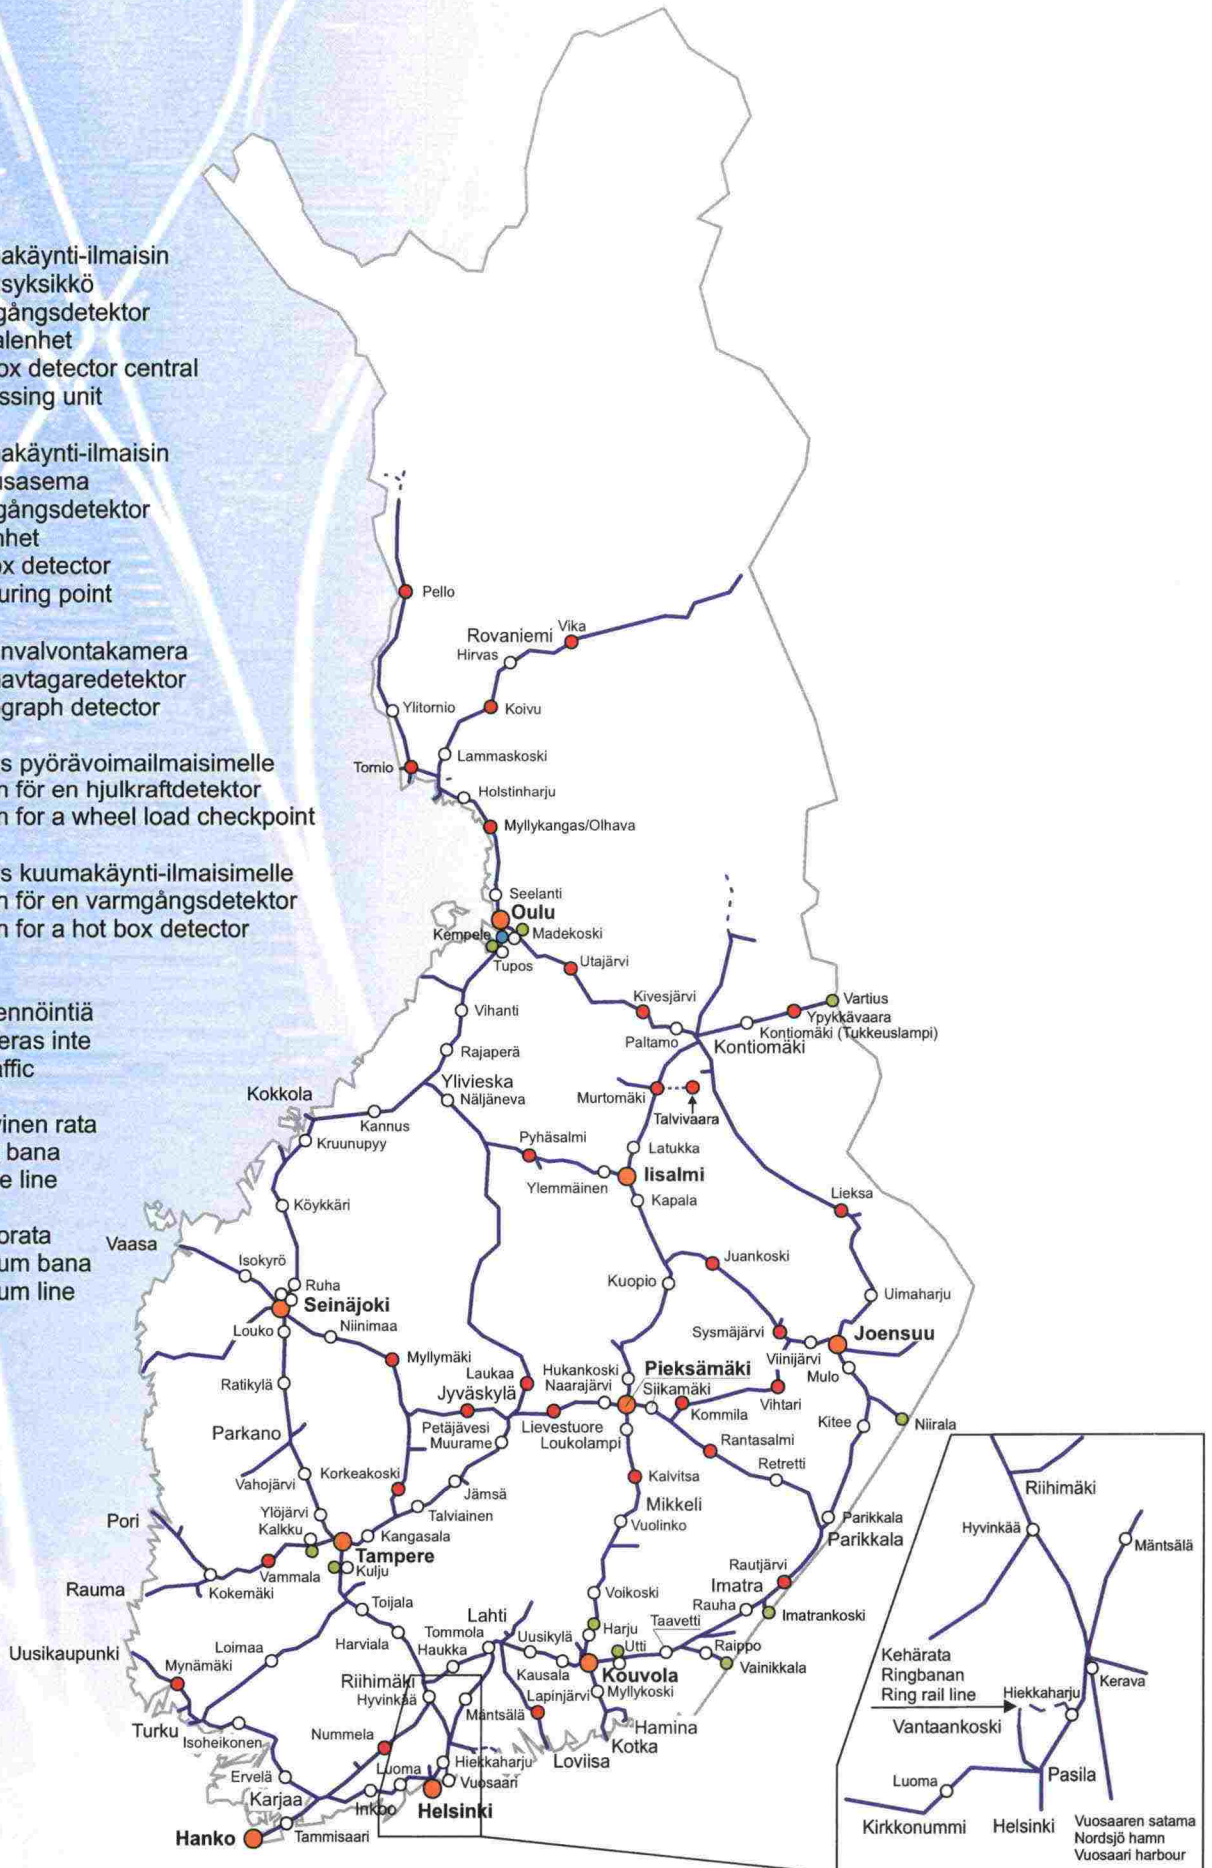 akäynti-ilmaisin
syksikkö
gångsdetektor
alenhet
ox detector central
ssing unit
akäynti-ilmaisin
usasema
gångsdetektor
nhet
ox detector
uring point
nvalvontakamera
avtagaredetektor
graph detector
s pyörävoimailmaisimelle
n för en hjulkraftdetektor
n for a wheel load checkpoint
s kuumakäynti-ilmaisimelle
n för en varmgångsdetektor
n for a hot box detector
ennöintiä
eras inte
affic
vinen rata
bana
e line
orata
um bana
um line
Pello
Vika
Rovaniemi
Hirvas
Ylitornio
Koivu
Lammaskoski
Tornio
Holstinharju
Myllykangas/Olhava
Seelanti
Oulu
Kempele
Madekoski
Tupos
Utajärvi
Kivesjärvi
Vartius
Ypykkävaara
Kontiomäki (Tukkeuslampi)
Paltamo
Kontiomäki
Vihanti
Rajaperä
Ylivieska
Näljäneva
Kokkola
Kannus
Kruunupyy
Murtomäki
Talvivaara
Pyhäsalmi
Latukka
Ylemmäinen
Iisalmi
Kapala
Lieksa
Köykkäri
Vaasa
Isokyrö
Ruha
Seinäjoki
Juankoski
Kuopio
Uimaharju
Louko
Niinimaa
Sysmäjärvi
Joensuu
Viinijärvi
Mulo
Myllymäki
Laukaa
Jyväskylä
Hukankoski
Naarajärvi
Pieksämäki
Siikamäki
Ratikylä
Kommila
Vihtari
Kitee
Niirala
Petäjävesi
Muurame
Lievestuore
Loukolampi
Rantasalmi
Parkano
Vahojärvi
Korkeakoski
Kalvitsa
Retretti
Jämsä
Mikkeli
Talviainen
Vuolinko
Parikkala
Parikkala
Ylöjärvi
Kalkku
Kangasala
Tampere
Pori
Vammala
Kulju
Rauma
Kokemäki
Toijala
Voikoski
Rautjärvi
Imatra
Rauha
Imatrankoski
Harviala
Lahti
Tommola
Haukka
Uusikylä
Harju
Utti
Taavetti
Raippo
Vainikkala
Uusikaupunki
Loimaa
Mynämäki
Riihimäki
Hyvinkää
Kausala
Kouvola
Lapinjärvi
Myllykoski
Mäntsälä
Turku
Isoheikonen
Nummela
Hamina
Kotka
Loviisa
Hiekkaharju
Luoma
Vuosaari
Ervelä
Karjaa
Inkoo
Helsinki
Hanko
Tammisaari
Riihimäki
Hyvinkää
Mäntsälä
Kehärata
Ringbanan
Ring rail line
Hiekkaharju
Kerava
Vantaankoski
Luoma
Pasila
Kirkkonummi
Helsinki
Vuosaaren satama
Nordsjö hamn
Vuosaari harbour